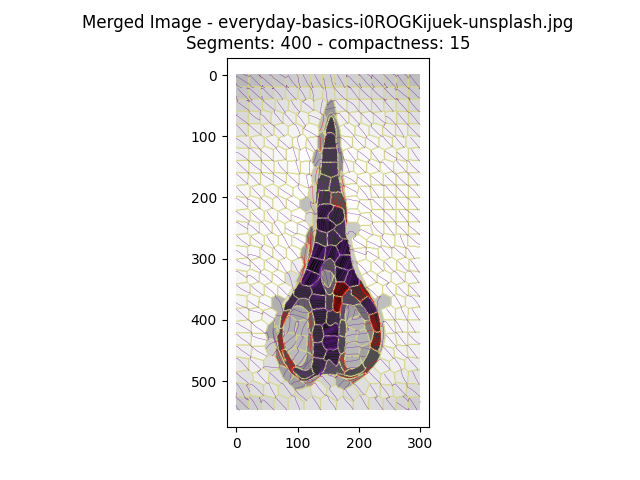 Merged Image - everyday-basics-i0ROGKijuek-unsplash.jpg
Segments: 400 - compactness: 15
0
100
200
300
400
500
0 100 200 300